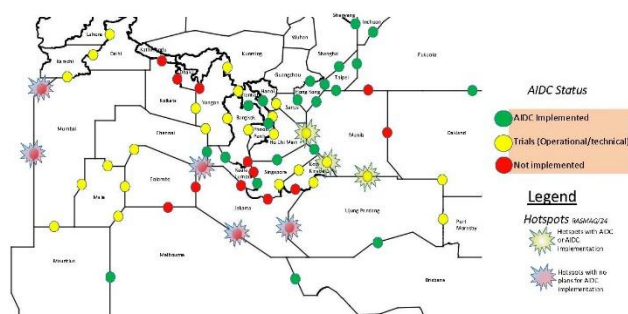 Shenyang
Incheon
Lahore
Delhi
Karachi
Kunming
Wuhan
Shanghai
Fukuoka
Guangzhou
Taipei
Hanoi
Hong Kong
Sanya
Kolkata
Yangon
Mumbai
Bangkok
Phnom
Penh
Ho Chi Minh
Manila
Oakland
Chennai
Colombo
Kuala
Lumpur
Singapore
Kota
Kinabalu
Male
Jakarta
Ujung Pandang
Port
Moresby
Mauritius
Melbourne
Brisbane
AIDC Status
AIDC Implemented
Trials (Operational/technical)
Not implemented
Legend
Hotspots RASMAG/24
Hotspots with AIDC
or AIDC
implementation
Hotspots with no
plans for AIDC
implementation